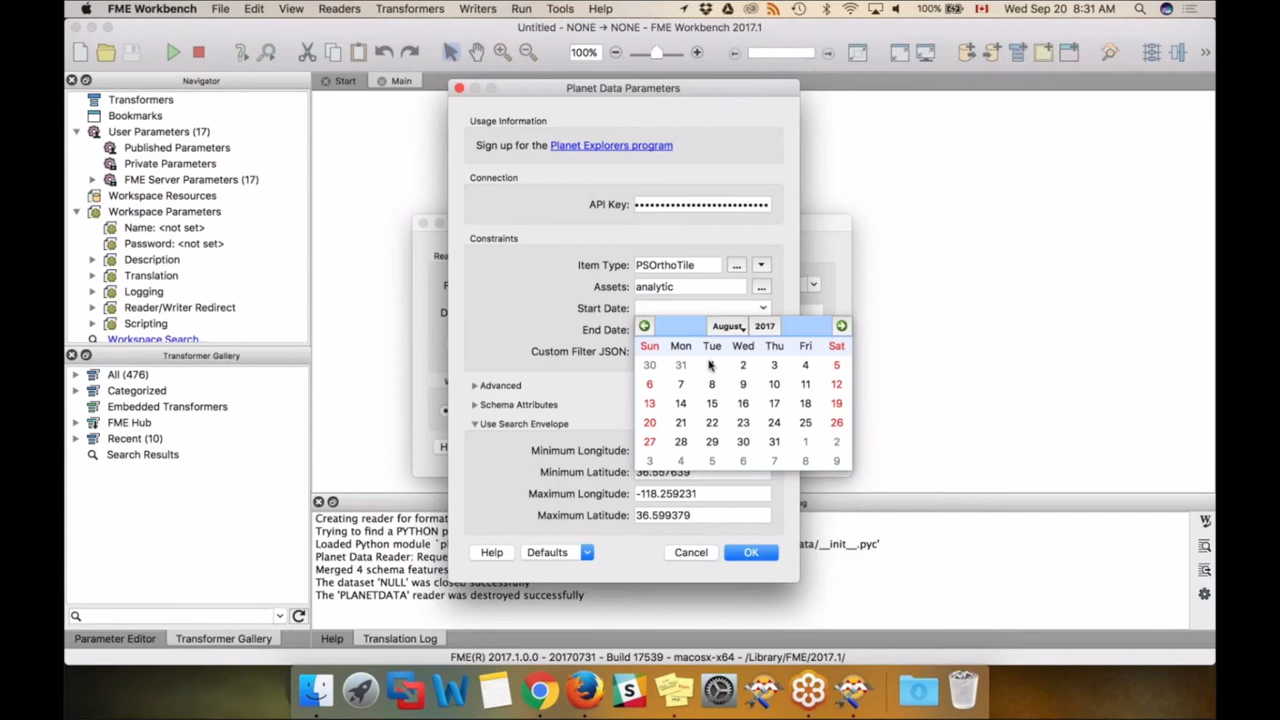 FME Workbench File Edit View Readers Transformers Writers Run Tools Help 100% Wed Sep 20 8:31 AM
Untitled - NONE → NONE - FME Workbench 2017.1
100%
Navigator
Start Main
Transformers
Bookmarks
User Parameters (17)
Published Parameters
Private Parameters
FME Server Parameters (17)
Workspace Resources
Workspace Parameters
Name: <not set>
Password: <not set>
Description
Translation
Logging
Reader/Writer Redirect
Scripting
Workspace Search...
Transformer Gallery
All (476)
Categorized
Embedded Transformers
FME Hub
Recent (10)
Search Results
Parameter Editor Transformer Gallery
Planet Data Parameters
Usage Information
Sign up for the Planet Explorers program
Connection
API Key: ••••••••••••••••••••••••••
Constraints
Item Type: PSOrthoTile ...
Assets: analytic ...
Start Date:
End Date:
Custom Filter JSON:
August 2017
Sun Mon Tue Wed Thu Fri Sat
30 31 2 3 4 5
6 7 8 9 10 11 12
13 14 15 16 17 18 19
20 21 22 23 24 25 26
27 28 29 30 31 1 2
3 4 5 6 7 8 9
Advanced
Schema Attributes
Use Search Envelope
Minimum Longitude:
Minimum Latitude: 36.557639
Maximum Longitude: -118.259231
Maximum Latitude: 36.599379
Help Defaults Cancel OK
Creating reader for format
Trying to find a PYTHON p
Loaded Python module `pl ata/__init__.pyc'
Planet Data Reader: Reque
Merged 4 schema features
The dataset 'NULL' was closed successfully
The 'PLANETDATA' reader was destroyed successfully
Help Translation Log
FME(R) 2017.1.0.0 - 20170731 - Build 17539 - macosx-x64 - /Library/FME/2017.1/